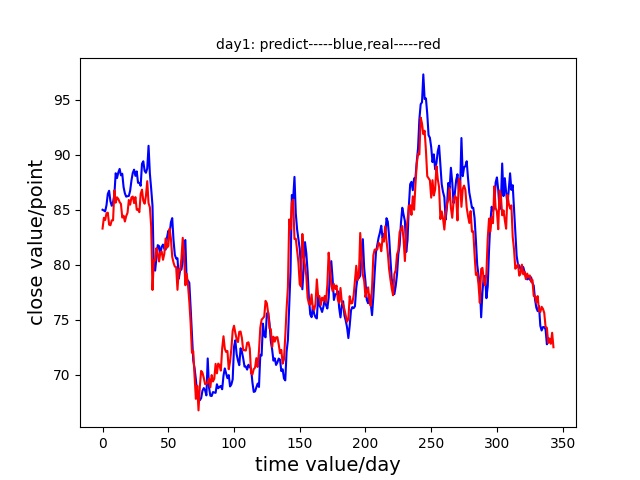 day1: predict-----blue,real-----red
close value/point
95
90
85
80
75
70
0 50 100 150 200 250 300 350
time value/day